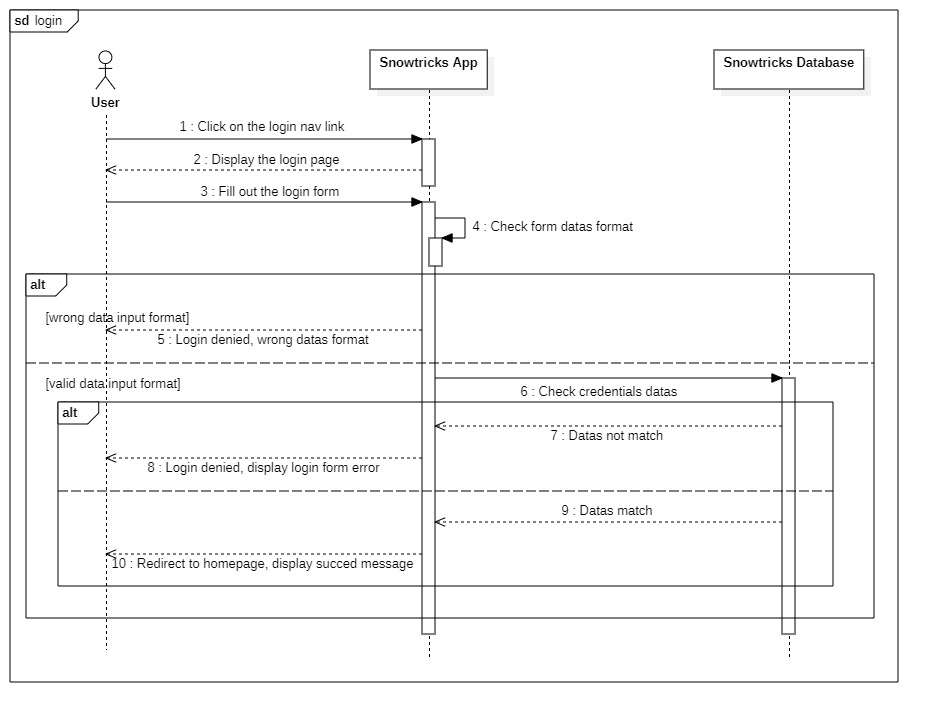 sd login
User
Snowtricks App
Snowtricks Database
1 : Click on the login nav link
2 : Display the login page
3 : Fill out the login form
4 : Check form datas format
alt
[wrong data input format]
5 : Login denied, wrong datas format
[valid data input format]
6 : Check credentials datas
alt
7 : Datas not match
8 : Login denied, display login form error
9 : Datas match
10 : Redirect to homepage, display succed message